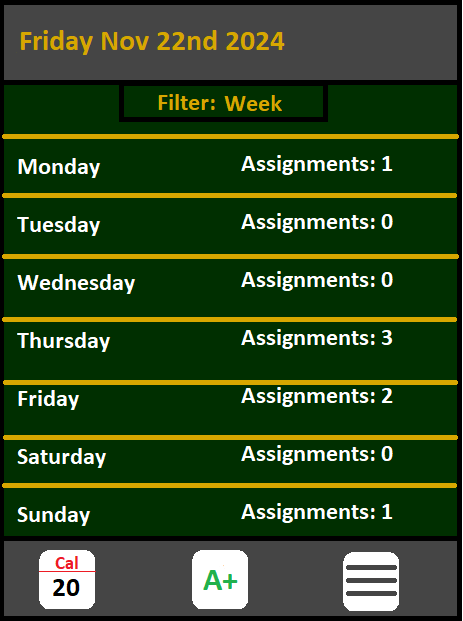 Friday Nov 22nd 2024
Filter: Week
Monday Assignments: 1
Tuesday Assignments: 0
Wednesday Assignments: 0
Thursday Assignments: 3
Friday Assignments: 2
Saturday Assignments: 0
Sunday Assignments: 1
Cal
20
A+